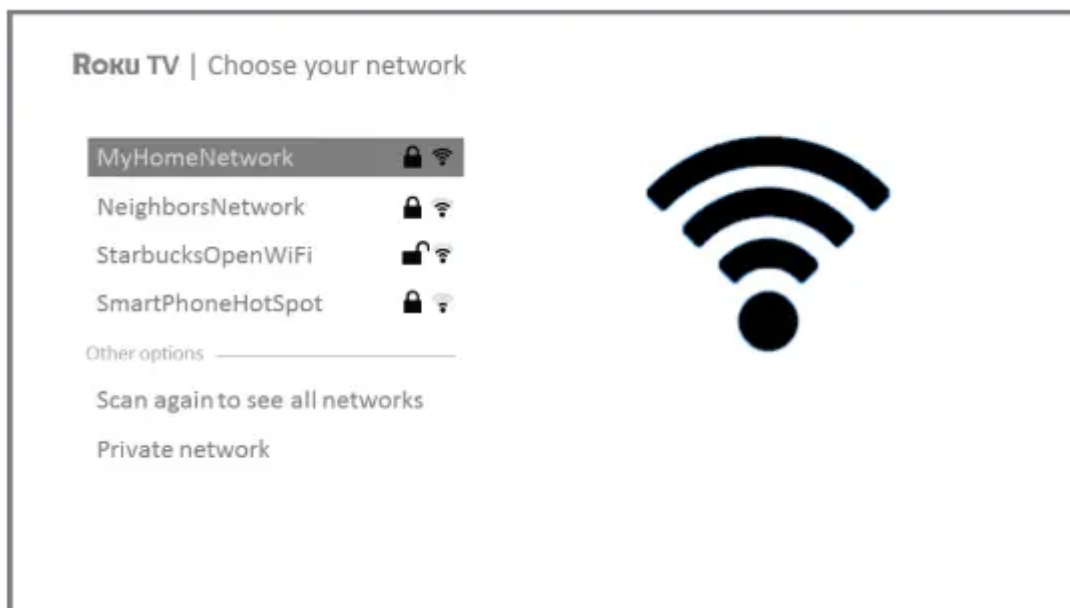 ROKU TV | Choose your network
MyHomeNetwork
NeighborsNetwork
StarbucksOpenWiFi
SmartPhoneHotSpot
Other options
Scan again to see all networks
Private network